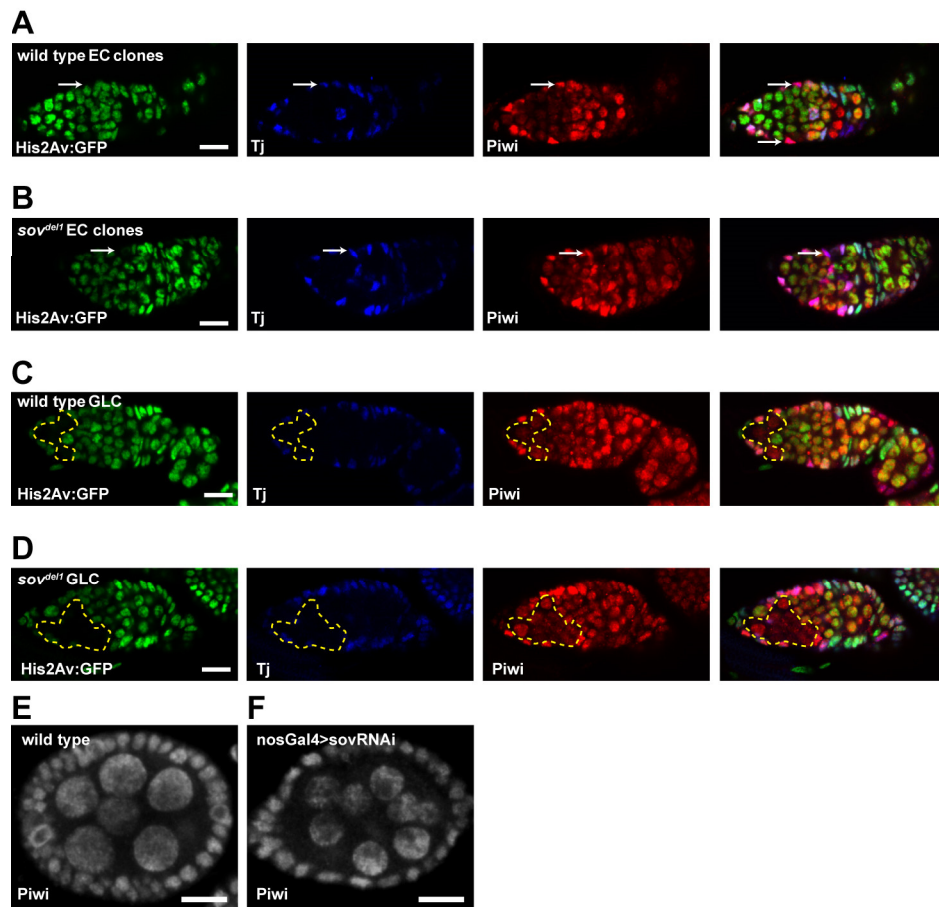 A
wild type EC clones
His2Av:GFP
Tj
Piwi
B
sov^del1 EC clones
His2Av:GFP
Tj
Piwi
C
wild type GLC
His2Av:GFP
Tj
Piwi
D
sov^del1 GLC
His2Av:GFP
Tj
Piwi
E
wild type
Piwi
F
nosGal4>sovRNAi
Piwi